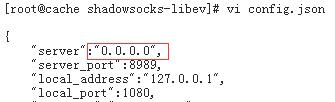 [root@cache shadowsocks-libev]# vi config.json
{
"server":"0.0.0.0",
"server_port":8989,
"local_address":"127.0.0.1",
"local_port":1080,